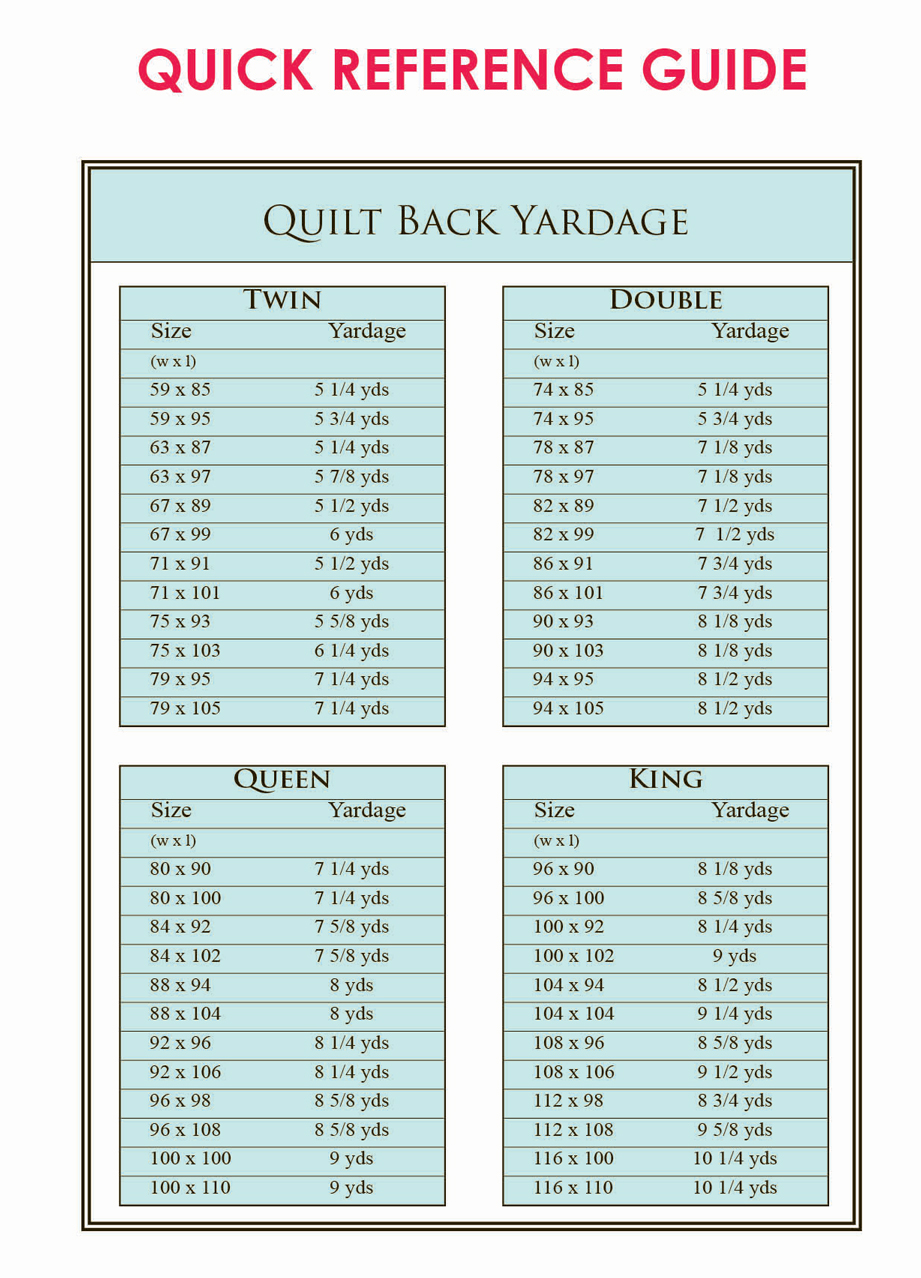 QUICK REFERENCE GUIDE
QUILT BACK YARDAGE
TWIN
Size Yardage
(w x l)
59 x 85 5 1/4 yds
59 x 95 5 3/4 yds
63 x 87 5 1/4 yds
63 x 97 5 7/8 yds
67 x 89 5 1/2 yds
67 x 99 6 yds
71 x 91 5 1/2 yds
71 x 101 6 yds
75 x 93 5 5/8 yds
75 x 103 6 1/4 yds
79 x 95 7 1/4 yds
79 x 105 7 1/4 yds
DOUBLE
Size Yardage
(w x l)
74 x 85 5 1/4 yds
74 x 95 5 3/4 yds
78 x 87 7 1/8 yds
78 x 97 7 1/8 yds
82 x 89 7 1/2 yds
82 x 99 7 1/2 yds
86 x 91 7 3/4 yds
86 x 101 7 3/4 yds
90 x 93 8 1/8 yds
90 x 103 8 1/8 yds
94 x 95 8 1/2 yds
94 x 105 8 1/2 yds
QUEEN
Size Yardage
(w x l)
80 x 90 7 1/4 yds
80 x 100 7 1/4 yds
84 x 92 7 5/8 yds
84 x 102 7 5/8 yds
88 x 94 8 yds
88 x 104 8 yds
92 x 96 8 1/4 yds
92 x 106 8 1/4 yds
96 x 98 8 5/8 yds
96 x 108 8 5/8 yds
100 x 100 9 yds
100 x 110 9 yds
KING
Size Yardage
(w x l)
96 x 90 8 1/8 yds
96 x 100 8 5/8 yds
100 x 92 8 1/4 yds
100 x 102 9 yds
104 x 94 8 1/2 yds
104 x 104 9 1/4 yds
108 x 96 8 5/8 yds
108 x 106 9 1/2 yds
112 x 98 8 3/4 yds
112 x 108 9 5/8 yds
116 x 100 10 1/4 yds
116 x 110 10 1/4 yds